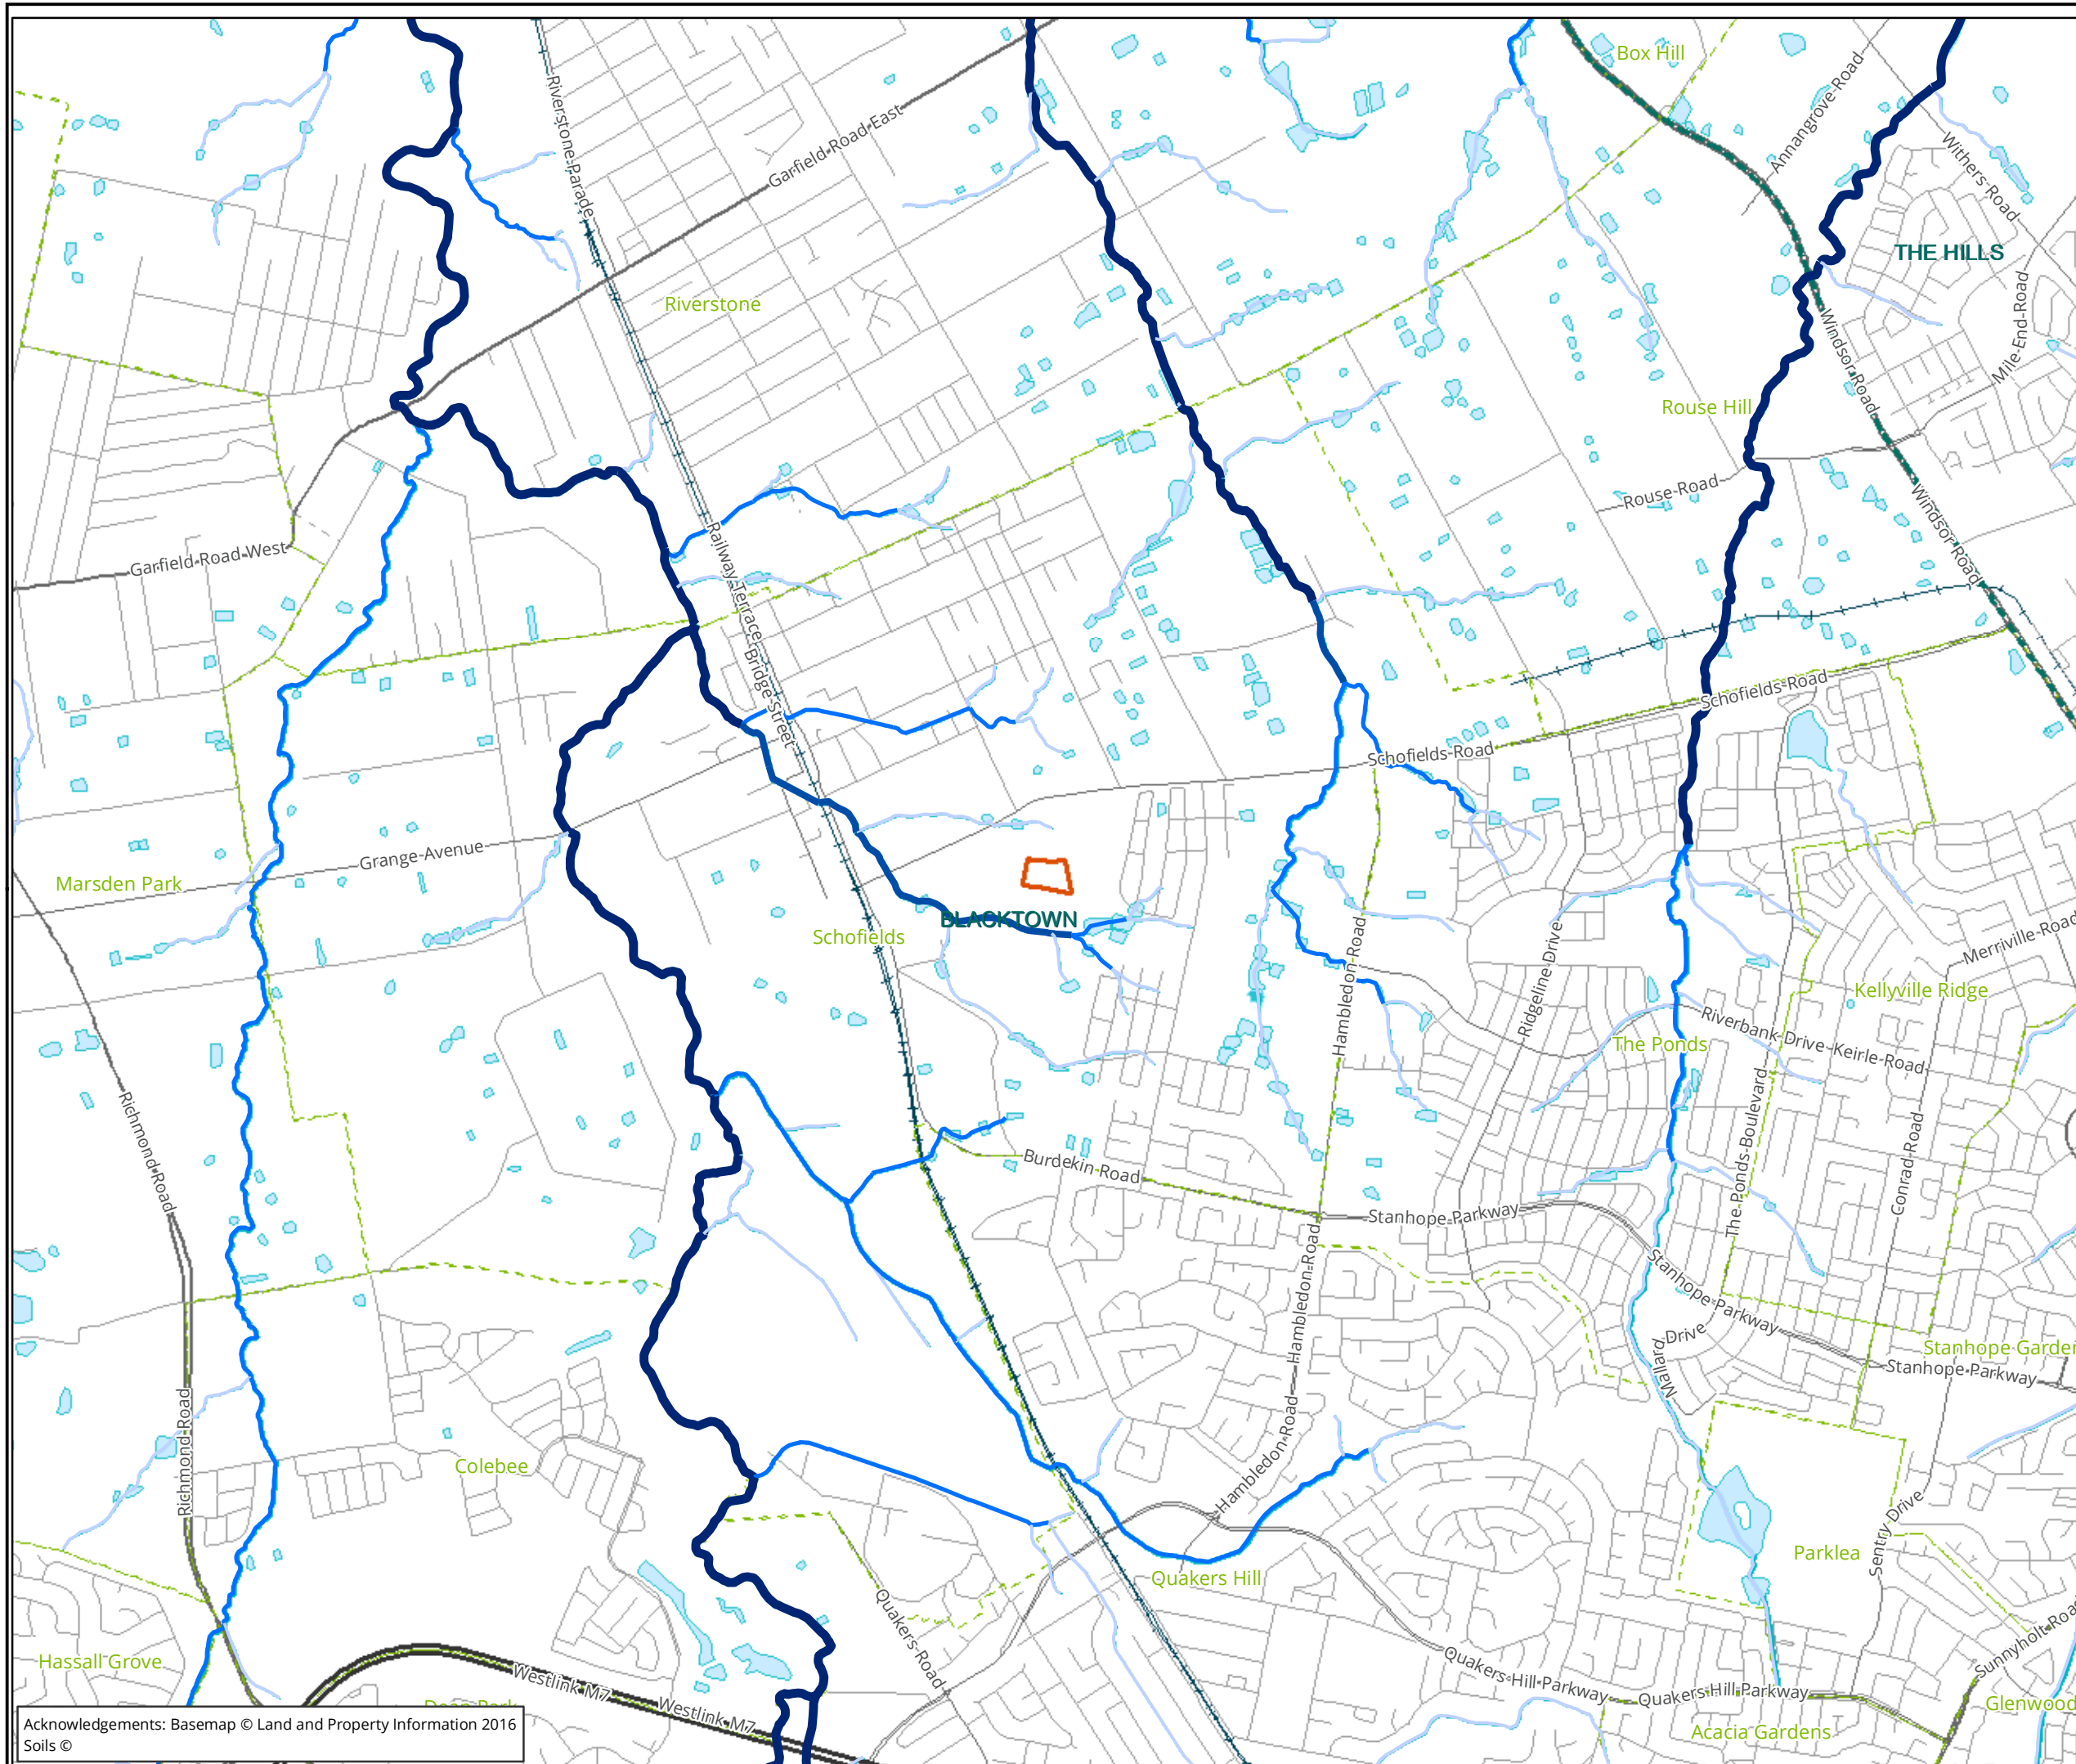 Box Hill
Annangrove Road
Riverstone Parade
Garfield Road East
Withers Road
THE HILLS
Riverstone
Mile End Road
Windsor Road
Rouse Hill
Rouse Road
Windsor Road
Garfield Road West
Railway Terrace
Bridge Street
Schofields Road
Schofields Road
Grange Avenue
Marsden Park
BLACKTOWN
Schofields
Hambledon Road
Ridgeline Drive
Merriville Road
Kellyville Ridge
Riverbank Drive
Keirle Road
The Ponds
Richmond Road
The Ponds Boulevard
Conrad Road
Burdekin Road
Stanhope Parkway
Hambledon Road
Stanhope Parkway
Mallard Drive
Stanhope Parkway
Richmond Road
Hambledon Road
Colebee
Sentry Drive
Parklea
Quakers Hill
Quakers Road
Hassall Grove
Westlink M7
Westlink M7
Quakers Hill Parkway
Quakers Hill Parkway
Sunnyholt Road
Glenwood
Acacia Gardens
Acknowledgements: Basemap © Land and Property Information 2016
Soils ©